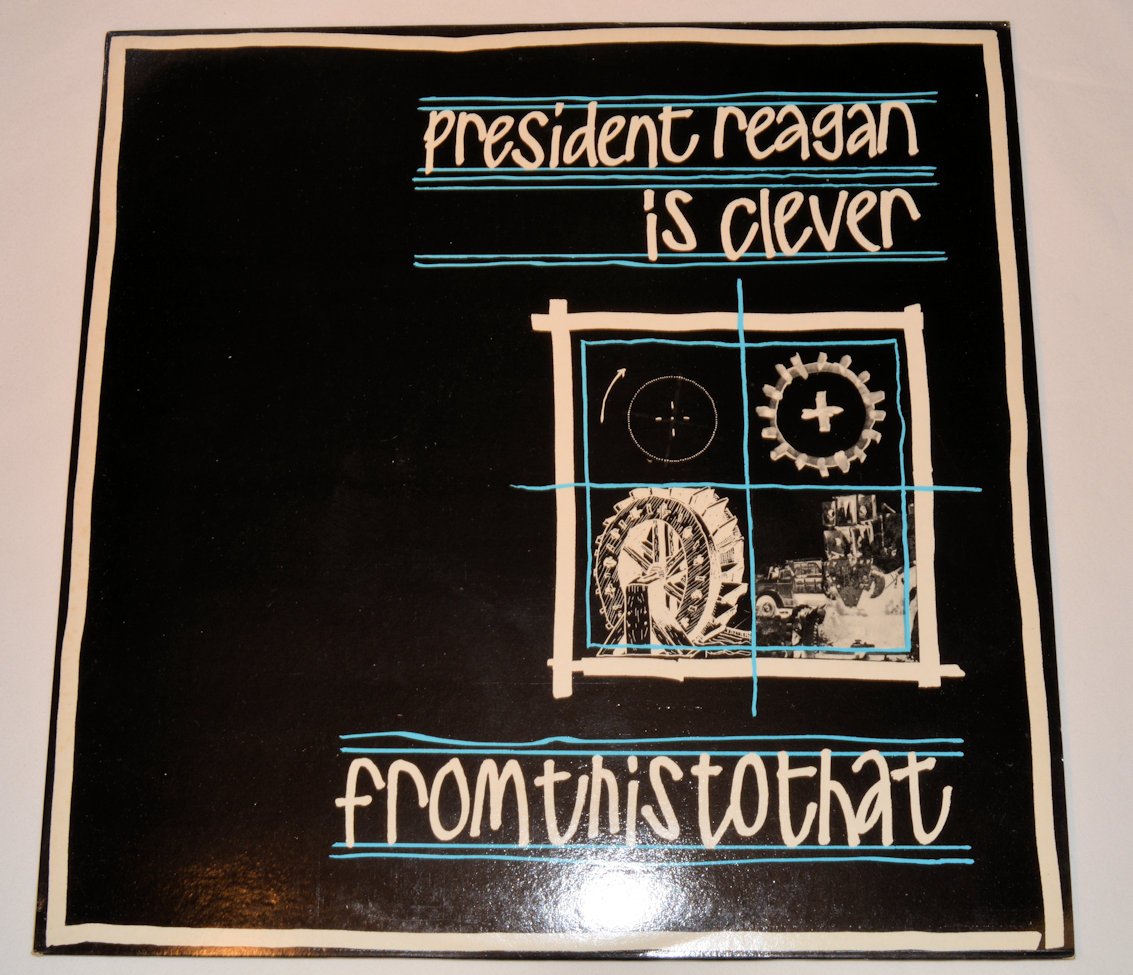 president reagan
is clever
fromthistothat